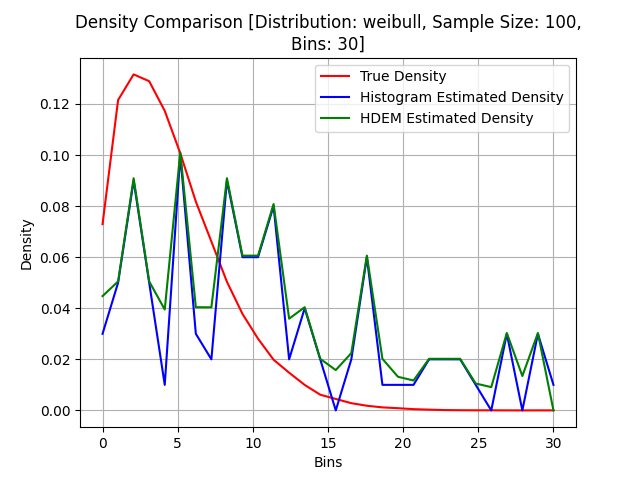 Density Comparison [Distribution: weibull, Sample Size: 100,
Bins: 30]
True Density
Histogram Estimated Density
HDEM Estimated Density
Density
0.12
0.10
0.08
0.06
0.04
0.02
0.00
0 5 10 15 20 25 30
Bins